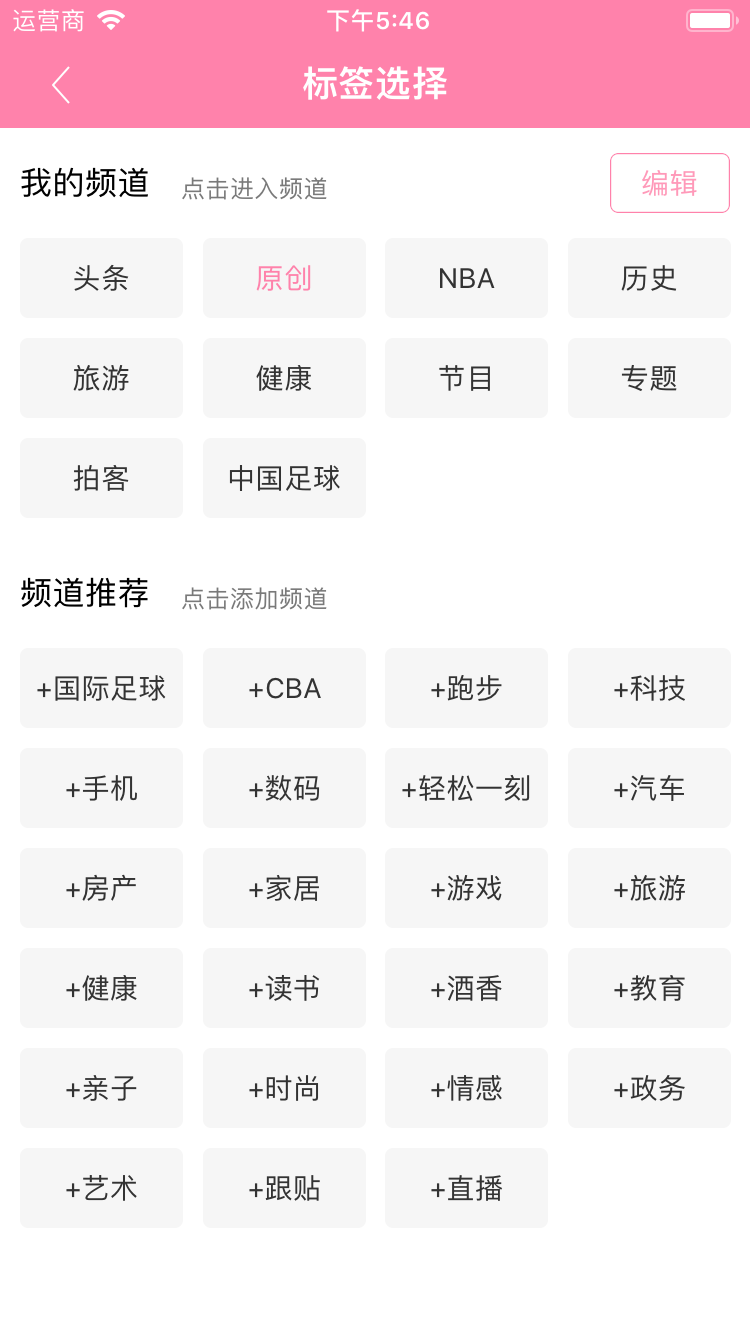 运营商 下午5:46
标签选择
我的频道 点击进入频道 编辑
头条 原创 NBA 历史
旅游 健康 节目 专题
拍客 中国足球
频道推荐 点击添加频道
+国际足球 +CBA +跑步 +科技
+手机 +数码 +轻松一刻 +汽车
+房产 +家居 +游戏 +旅游
+健康 +读书 +酒香 +教育
+亲子 +时尚 +情感 +政务
+艺术 +跟贴 +直播